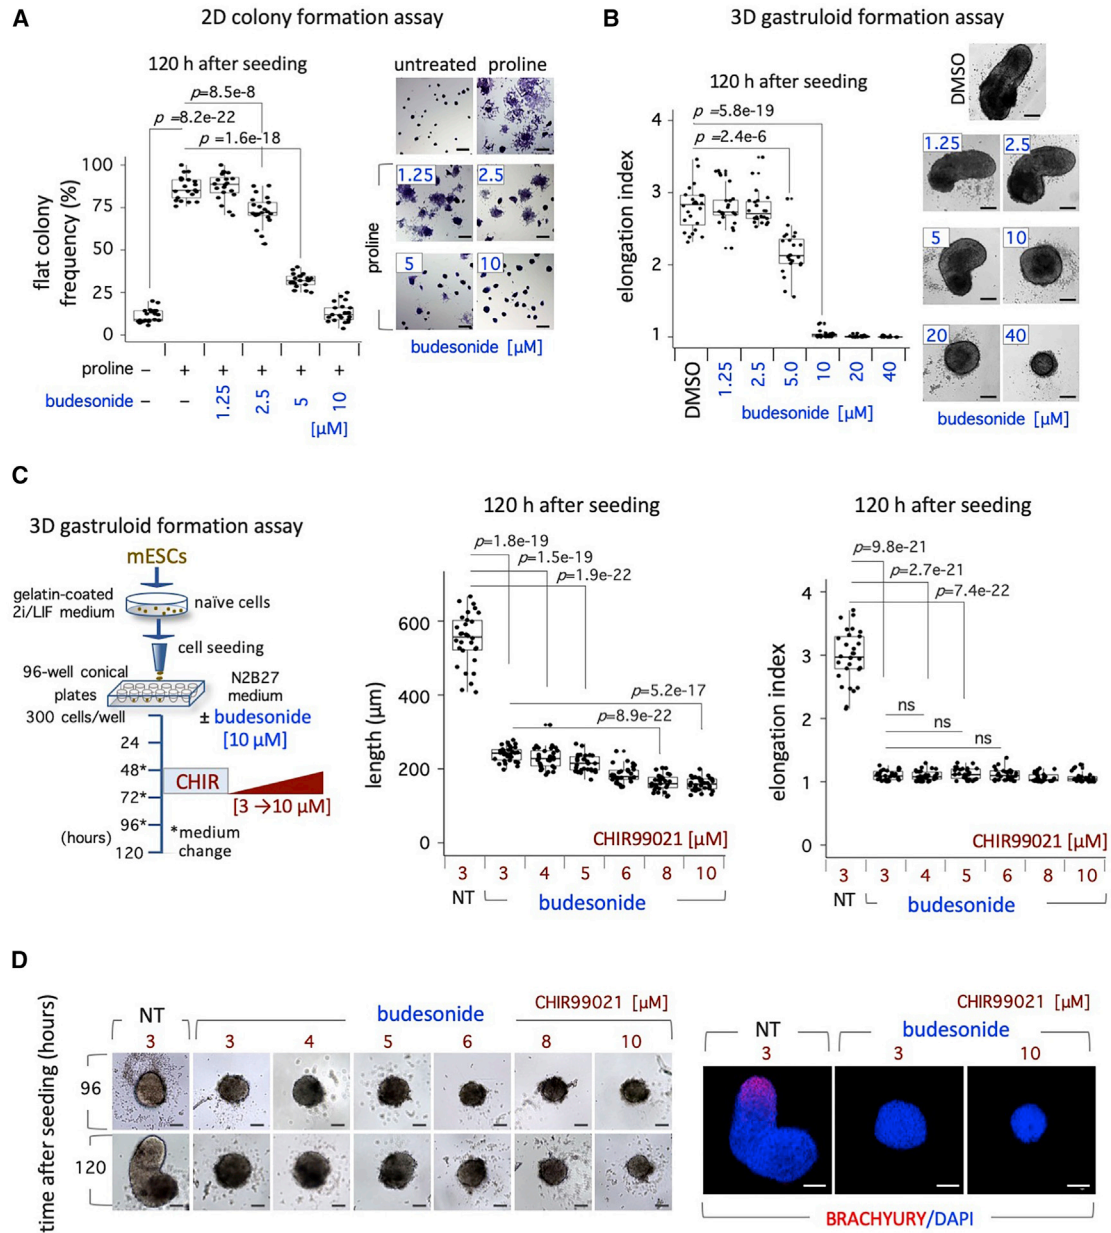 A
2D colony formation assay
120 h after seeding
p=8.5e-8
p =8.2e-22
p =1.6e-18
flat colony
frequency (%)
100
75
50
25
0
proline – + + + + +
budesonide – – 1.25 2.5 5 10
[µM]
untreated proline
proline
1.25 2.5
5 10
budesonide [µM]
B
3D gastruloid formation assay
120 h after seeding
p =5.8e-19
p =2.4e-6
elongation index
4
3
2
1
DMSO 1.25 2.5 5.0 10 20 40
budesonide [µM]
DMSO
1.25 2.5
5 10
20 40
budesonide [µM]
C
3D gastruloid formation assay
mESCs
gelatin-coated
2i/LIF medium
naïve cells
cell seeding
96-well conical
plates
300 cells/well
N2B27
medium
± budesonide
[10 µM]
24
48*
72*
96*
120
(hours)
CHIR
[3 →10 µM]
*medium
change
120 h after seeding
p=1.8e-19
p=1.5e-19
p=1.9e-22
p=5.2e-17
p=8.9e-22
length (µm)
600
400
200
0
CHIR99021 [µM]
3 3 4 5 6 8 10
NT budesonide
120 h after seeding
p=9.8e-21
p=2.7e-21
p=7.4e-22
ns
ns
ns
elongation index
4
3
2
1
0
CHIR99021 [µM]
3 3 4 5 6 8 10
NT budesonide
D
time after seeding (hours)
CHIR99021 [µM]
NT budesonide
3 3 4 5 6 8 10
96
120
CHIR99021 [µM]
NT budesonide
3 3 10
BRACHYURY/DAPI